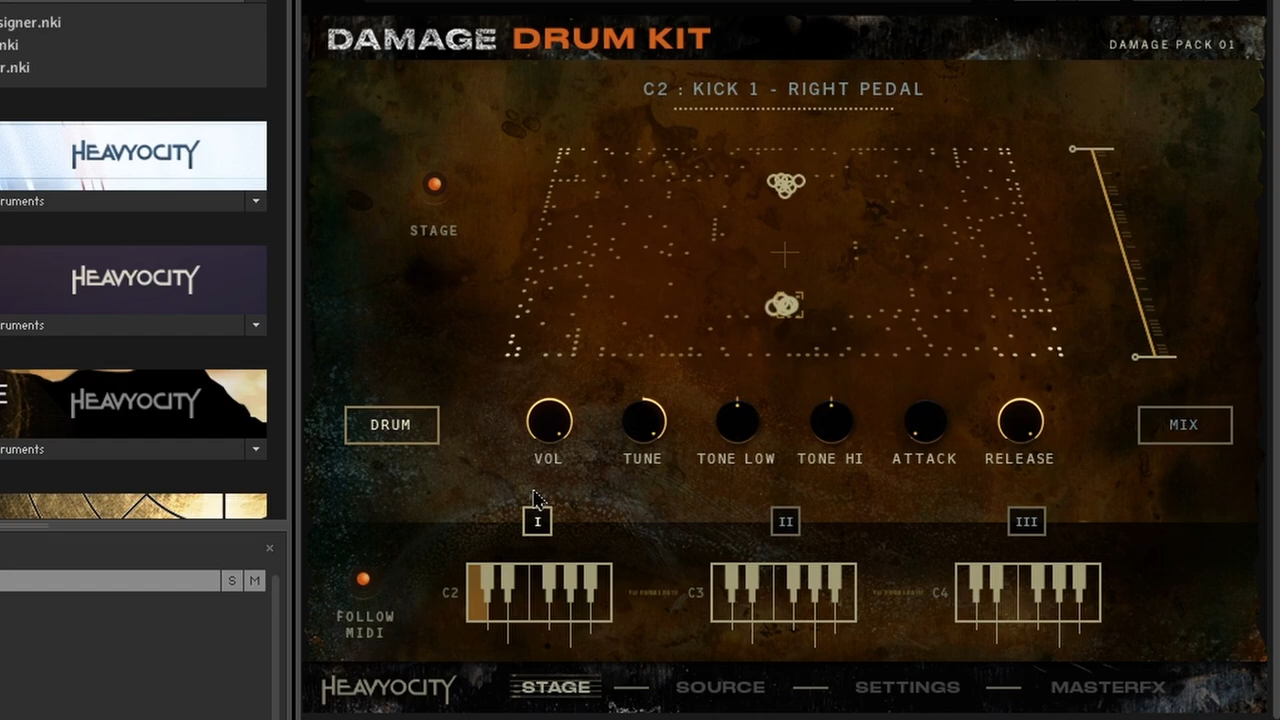 signer.nki
nki
r.nki
HEAVYOCITY
ruments
HEAVYOCITY
ruments
E
HEAVYOCITY
ruments
S M
DAMAGE DRUM KIT
DAMAGE PACK 01
C2 : KICK 1 - RIGHT PEDAL
STAGE
DRUM
MIX
VOL
TUNE
TONE LOW
TONE HI
ATTACK
RELEASE
I
II
III
FOLLOW
MIDI
C2
C3
C4
HEAVYOCITY
STAGE
SOURCE
SETTINGS
MASTERFX